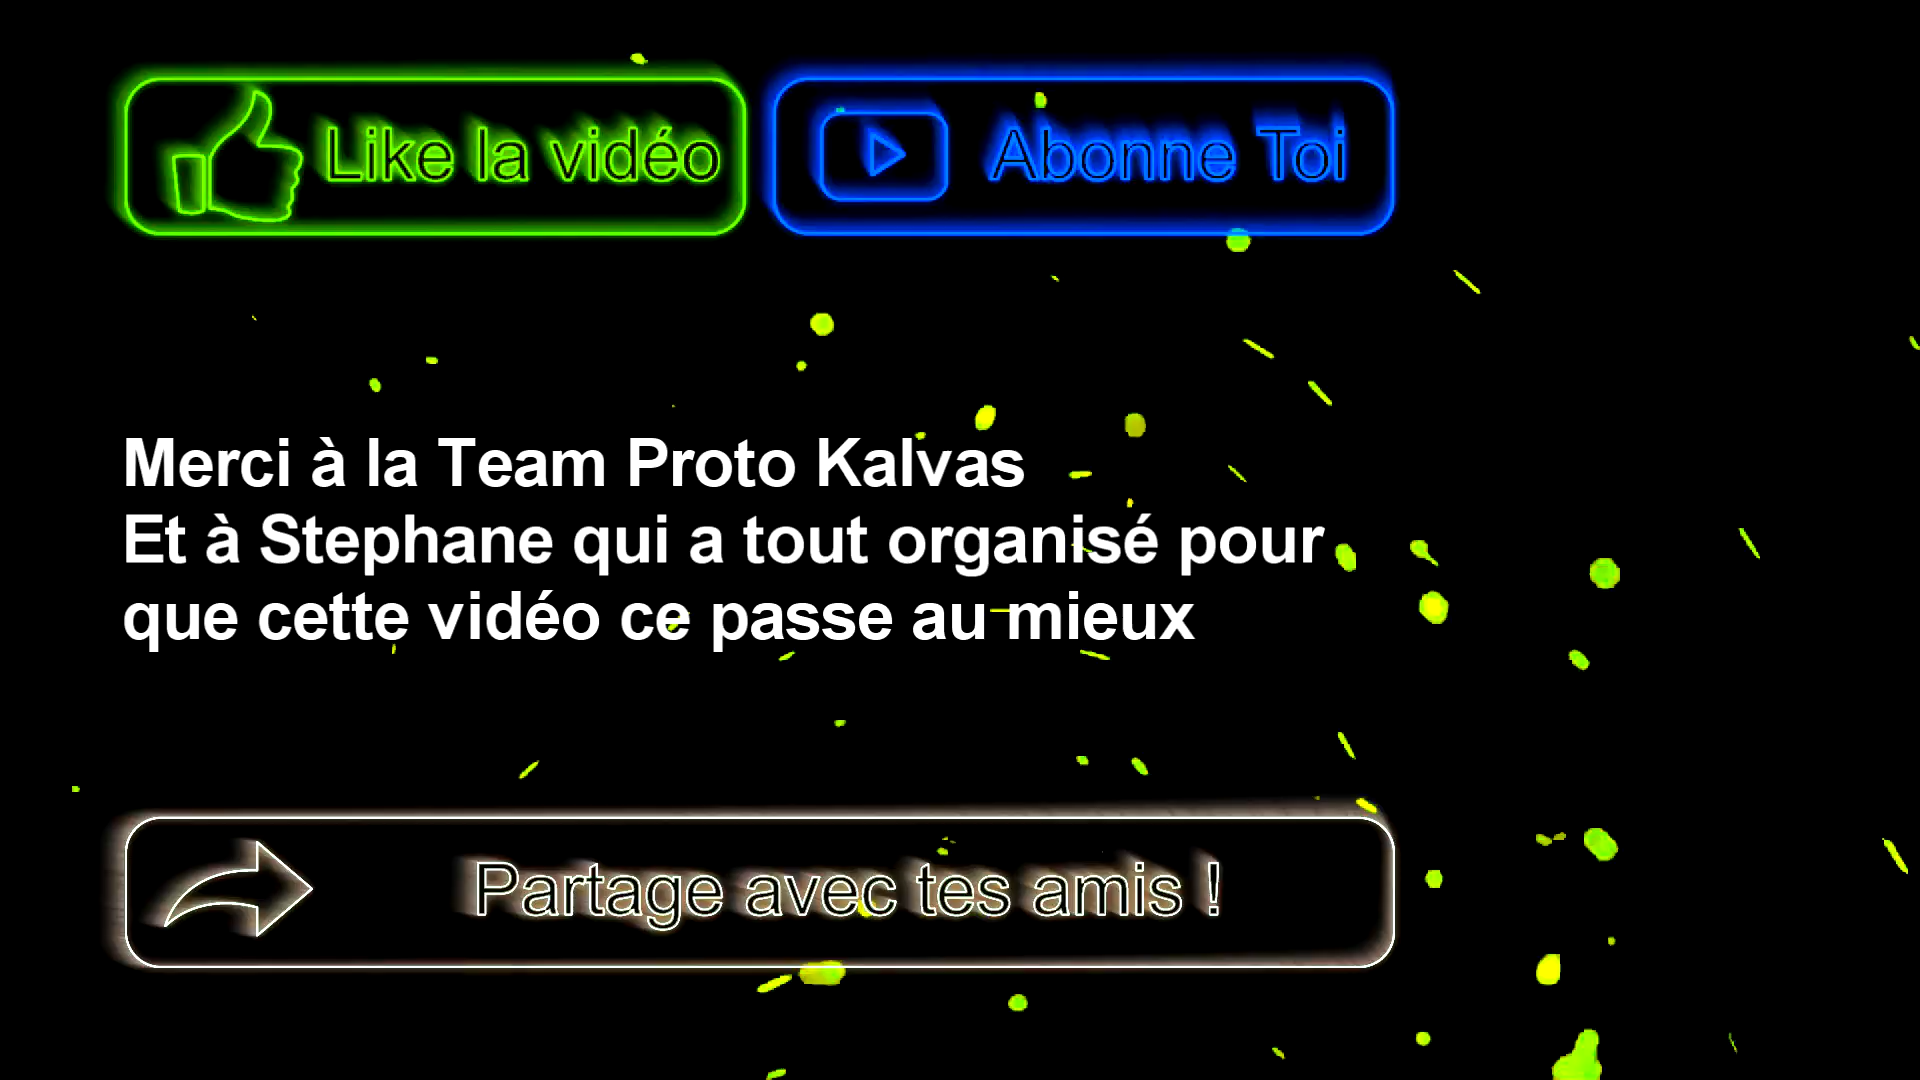 Like la vidéo
Abonne Toi
Merci à la Team Proto Kalvas
Et à Stephane qui a tout organisé pour
que cette vidéo ce passe au mieux
Partage avec tes amis !